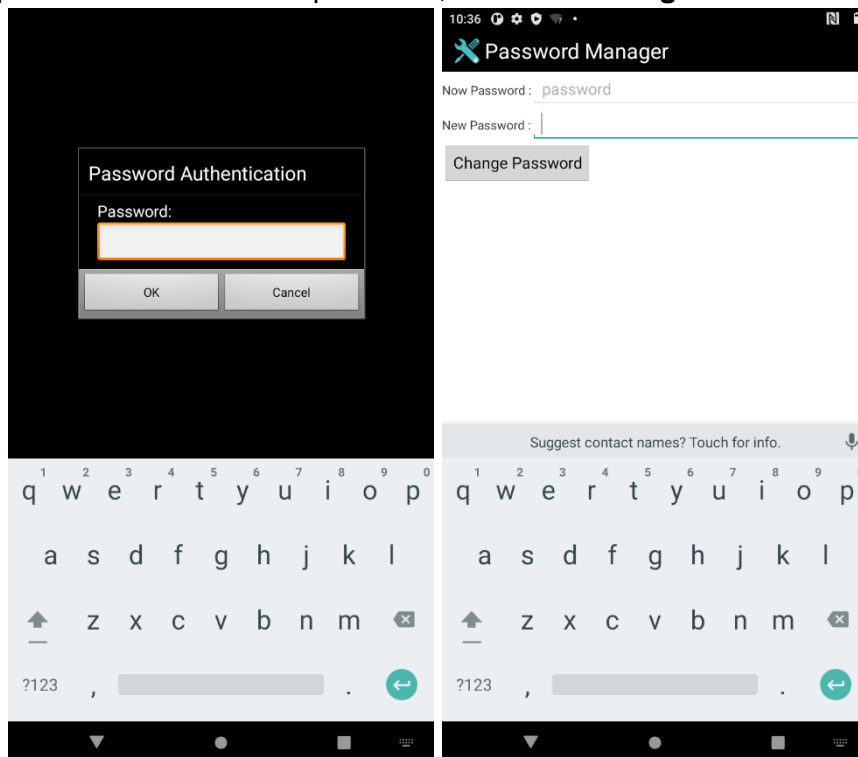 Password Authentication
Password:
OK Cancel
1 2 3 4 5 6 7 8 9 0
q w e r t y u i o p
a s d f g h j k l
z x c v b n m
?123 , .
10:36
Password Manager
Now Password : password
New Password :
Change Password
Suggest contact names? Touch for info.
1 2 3 4 5 6 7 8 9
q w e r t y u i o p
a s d f g h j k l
z x c v b n m
?123 , .